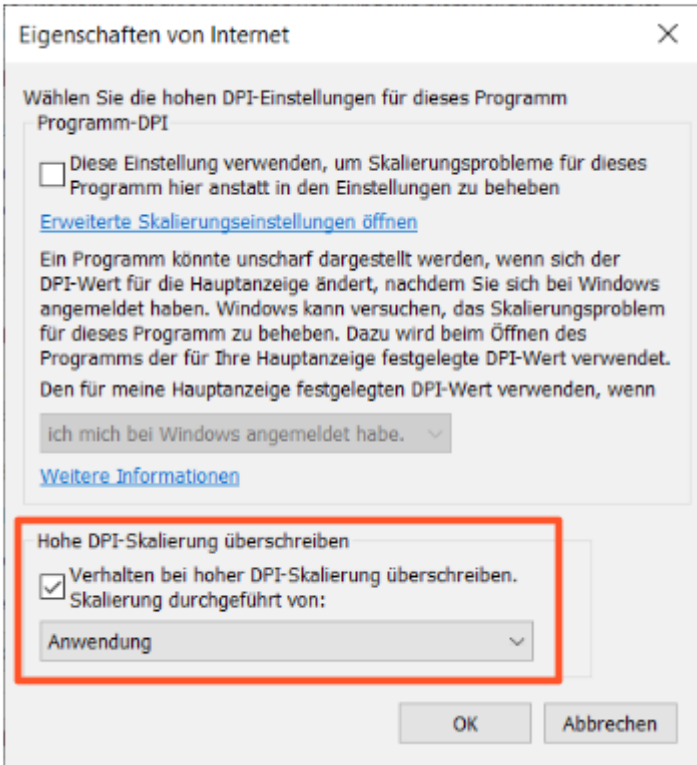 Eigenschaften von Internet
Wählen Sie die hohen DPI-Einstellungen für dieses Programm
Programm-DPI
Diese Einstellung verwenden, um Skalierungsprobleme für dieses
Programm hier anstatt in den Einstellungen zu beheben
Erweiterte Skalierungseinstellungen öffnen
Ein Programm könnte unscharf dargestellt werden, wenn sich der
DPI-Wert für die Hauptanzeige ändert, nachdem Sie sich bei Windows
angemeldet haben. Windows kann versuchen, das Skalierungsproblem
für dieses Programm zu beheben. Dazu wird beim Öffnen des
Programms der für Ihre Hauptanzeige festgelegte DPI-Wert verwendet.
Den für meine Hauptanzeige festgelegten DPI-Wert verwenden, wenn
ich mich bei Windows angemeldet habe.
Weitere Informationen
Hohe DPI-Skalierung überschreiben
Verhalten bei hoher DPI-Skalierung überschreiben.
Skalierung durchgeführt von:
Anwendung
OK
Abbrechen